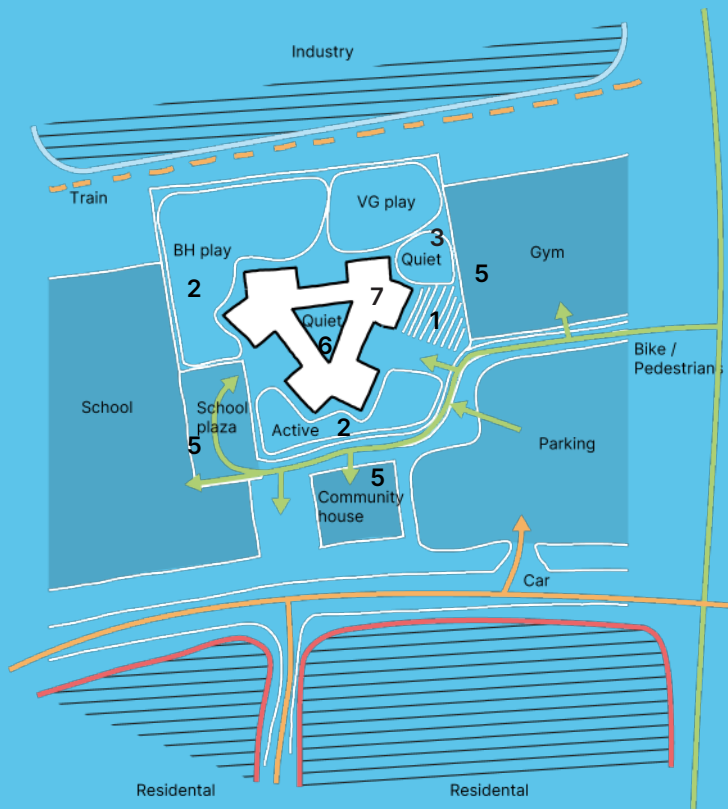 Industry
Train
VG play
BH play
3
Quiet
Gym
2
5
7
1
Quiet
6
Bike /
Pedestrians
School
School
plaza
Active
2
5
Parking
5
Community
house
Car
Residental
Residental